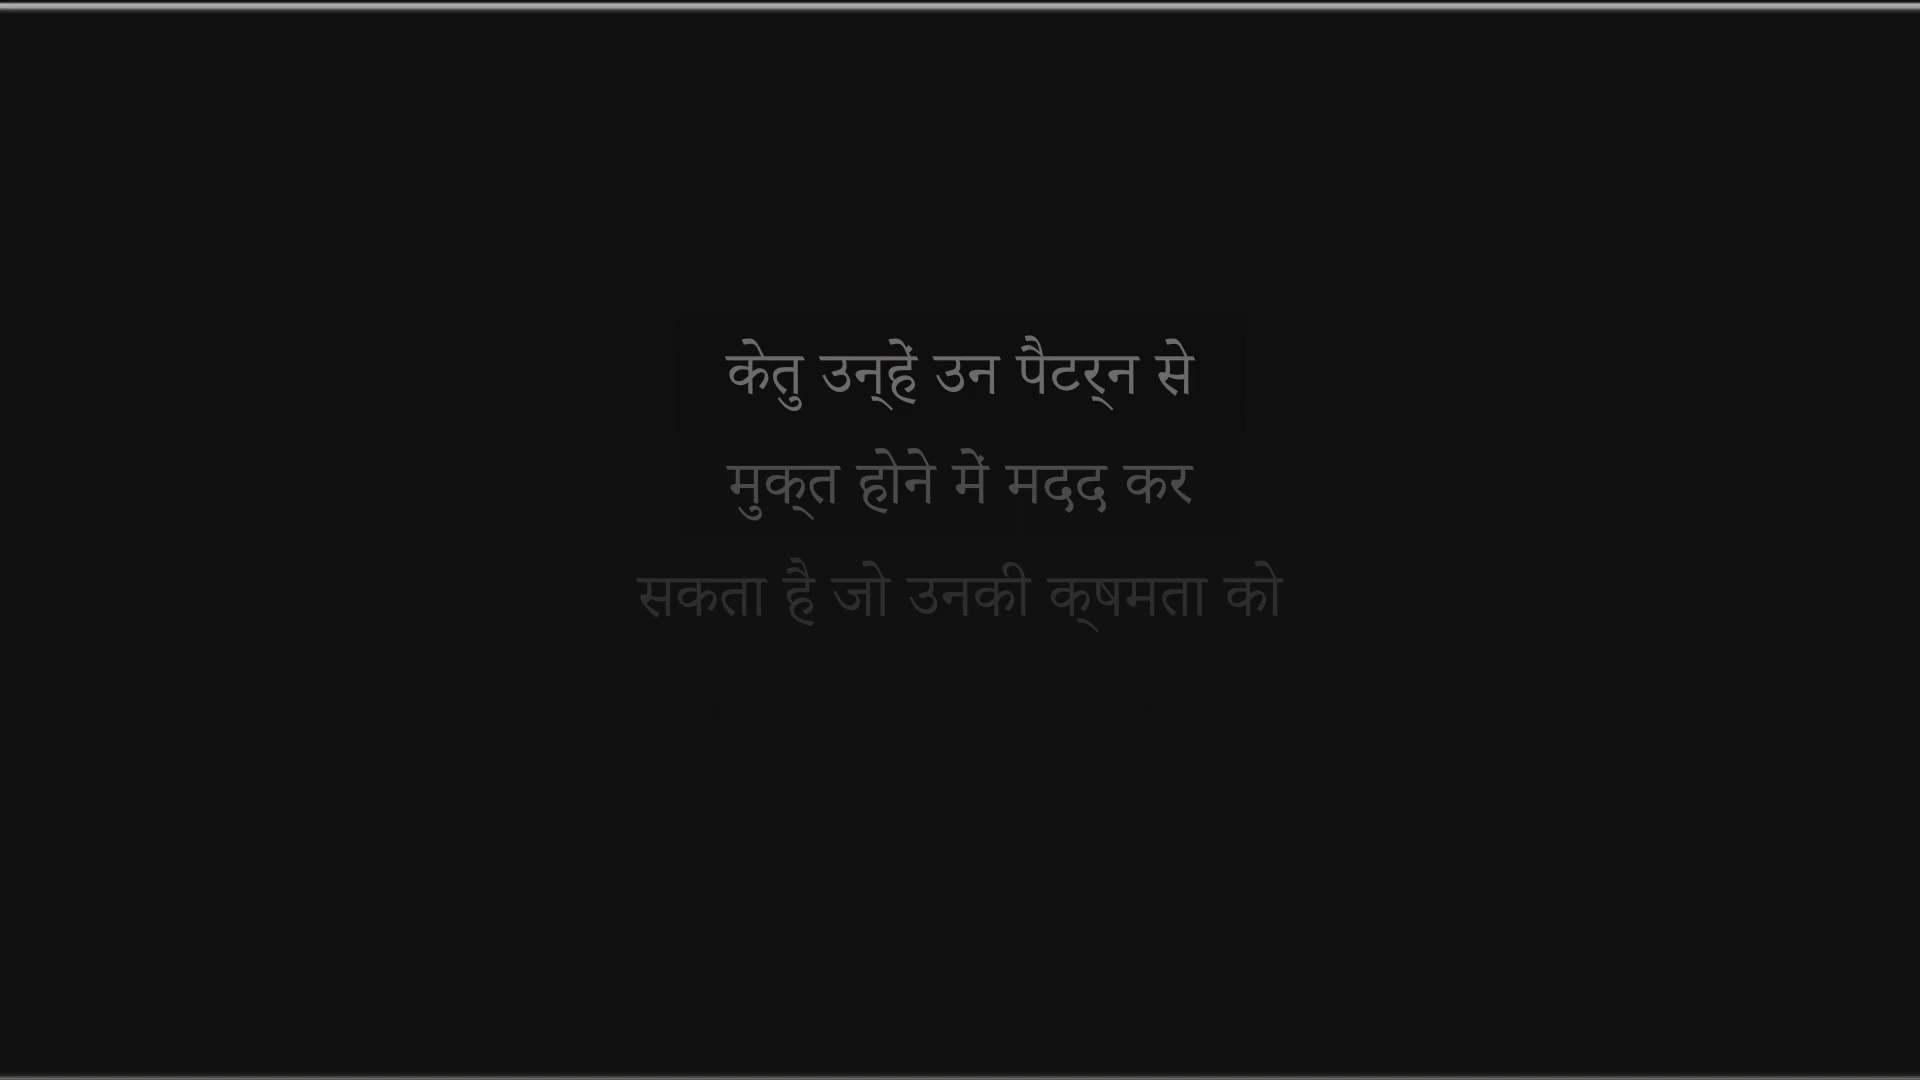 केतु उन्हें उन पैटर्न से
मुक्त होने में मदद कर
सकता है जो उनकी क्षमता को